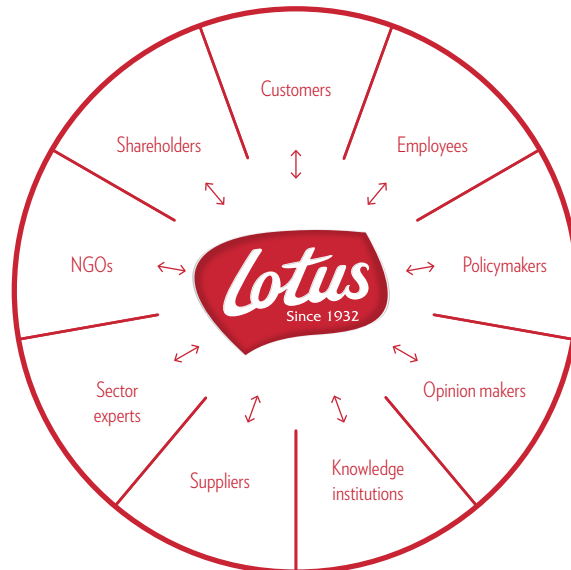 Customers
Shareholders
Employees
NGOs
Lotus
Since 1932
Policymakers
Sector
experts
Opinion makers
Suppliers
Knowledge
institutions